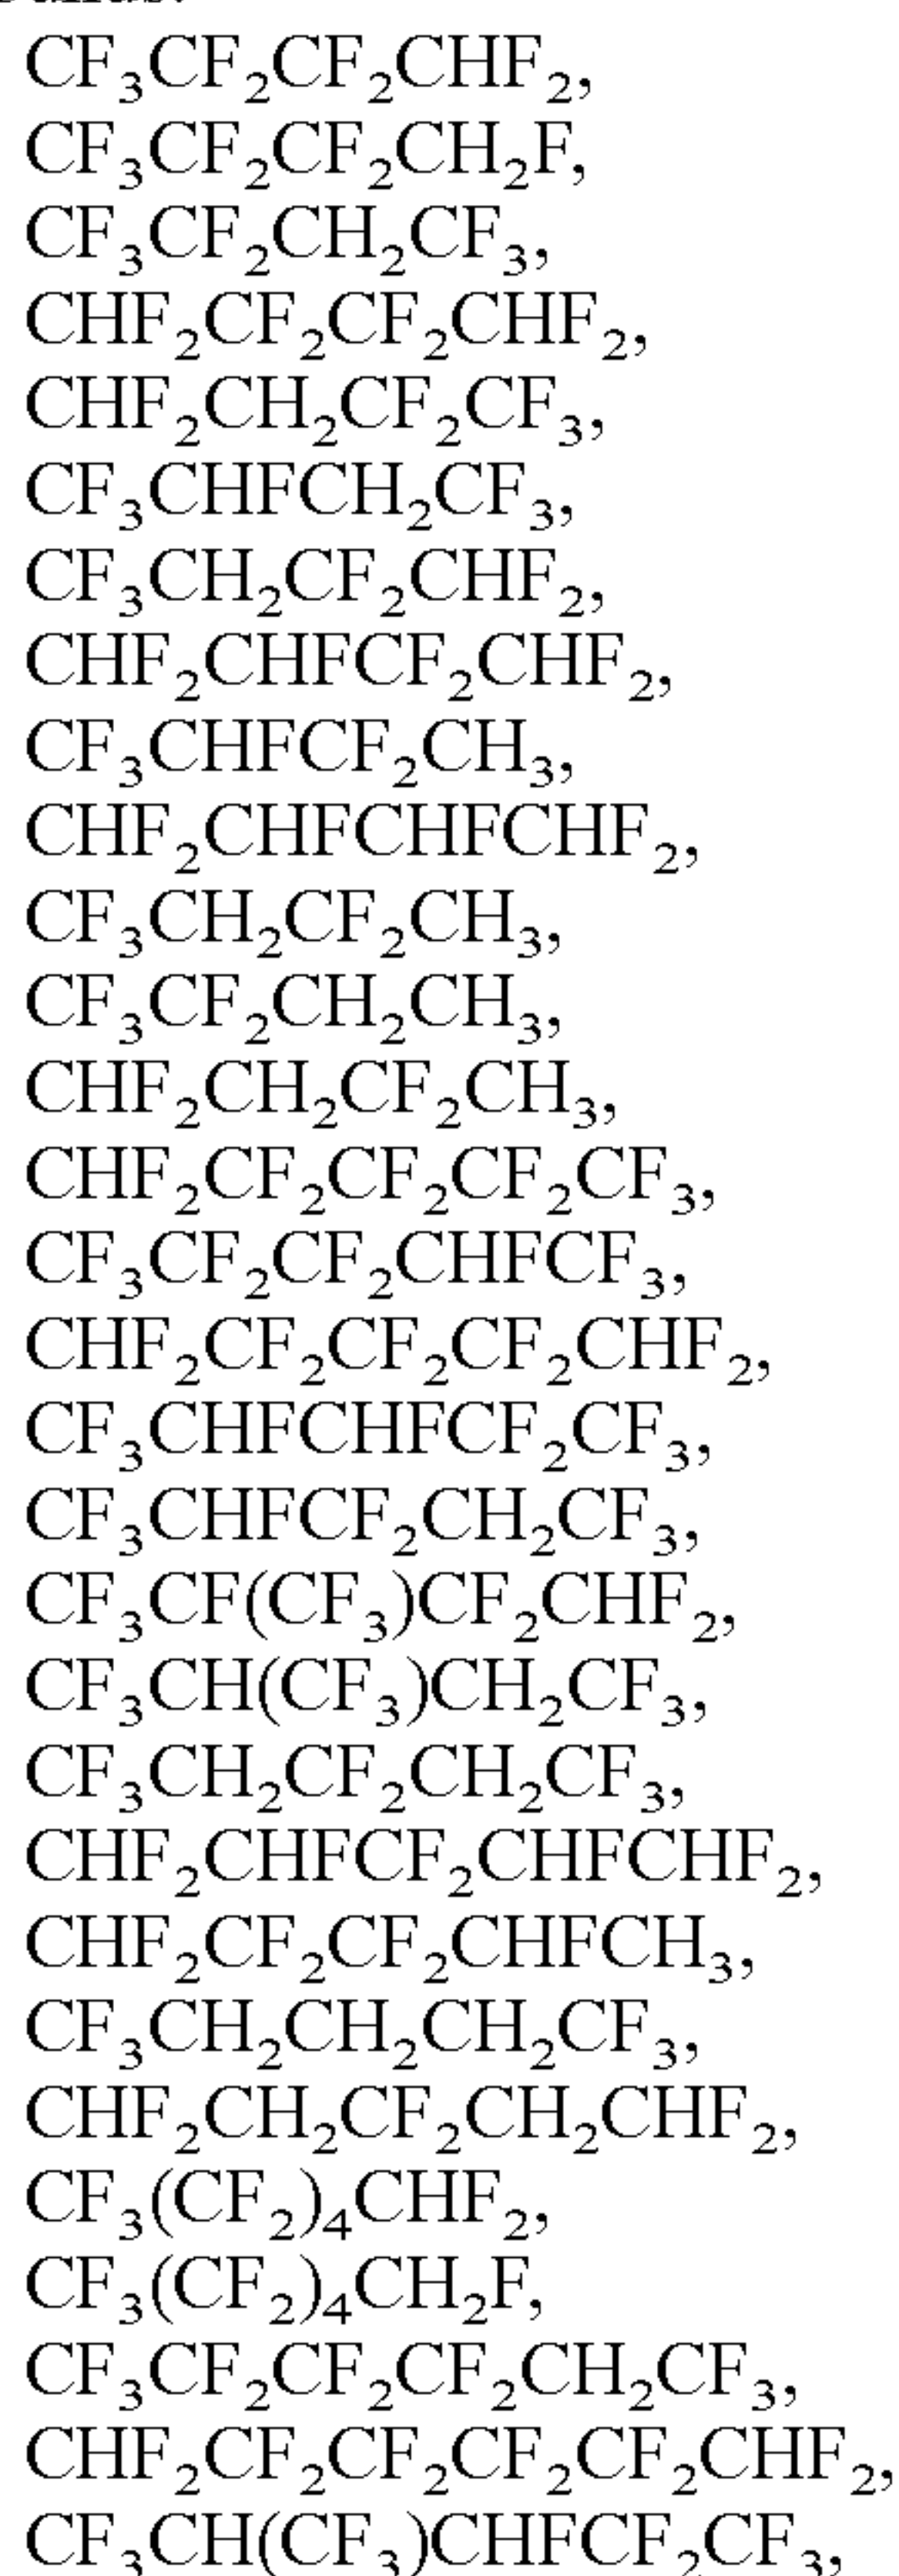 CF₃CF₂CF₂CHF₂,
CF₃CF₂CF₂CH₂F,
CF₃CF₂CH₂CF₃,
CHF₂CF₂CF₂CHF₂,
CHF₂CH₂CF₂CF₃,
CF₃CHFCH₂CF₃,
CF₃CH₂CF₂CHF₂,
CHF₂CHFCF₂CHF₂,
CF₃CHFCF₂CH₃,
CHF₂CHFCHFCHF₂,
CF₃CH₂CF₂CH₃,
CF₃CF₂CH₂CH₃,
CHF₂CH₂CF₂CH₃,
CHF₂CF₂CF₂CF₂CF₃,
CF₃CF₂CF₂CHFCF₃,
CHF₂CF₂CF₂CF₂CHF₂,
CF₃CHFCHFCF₂CF₃,
CF₃CHFCF₂CH₂CF₃,
CF₃CF(CF₃)CF₂CHF₂,
CF₃CH(CF₃)CH₂CF₃,
CF₃CH₂CF₂CH₂CF₃,
CHF₂CHFCF₂CHFCHF₂,
CHF₂CF₂CF₂CHFCH₃,
CF₃CH₂CH₂CH₂CF₃,
CHF₂CH₂CF₂CH₂CHF₂,
CF₃(CF₂)₄CHF₂,
CF₃(CF₂)₄CH₂F,
CF₃CF₂CF₂CF₂CH₂CF₃,
CHF₂CF₂CF₂CF₂CF₂CHF₂,
CF₃CH(CF₃)CHFCF₂CF₃,